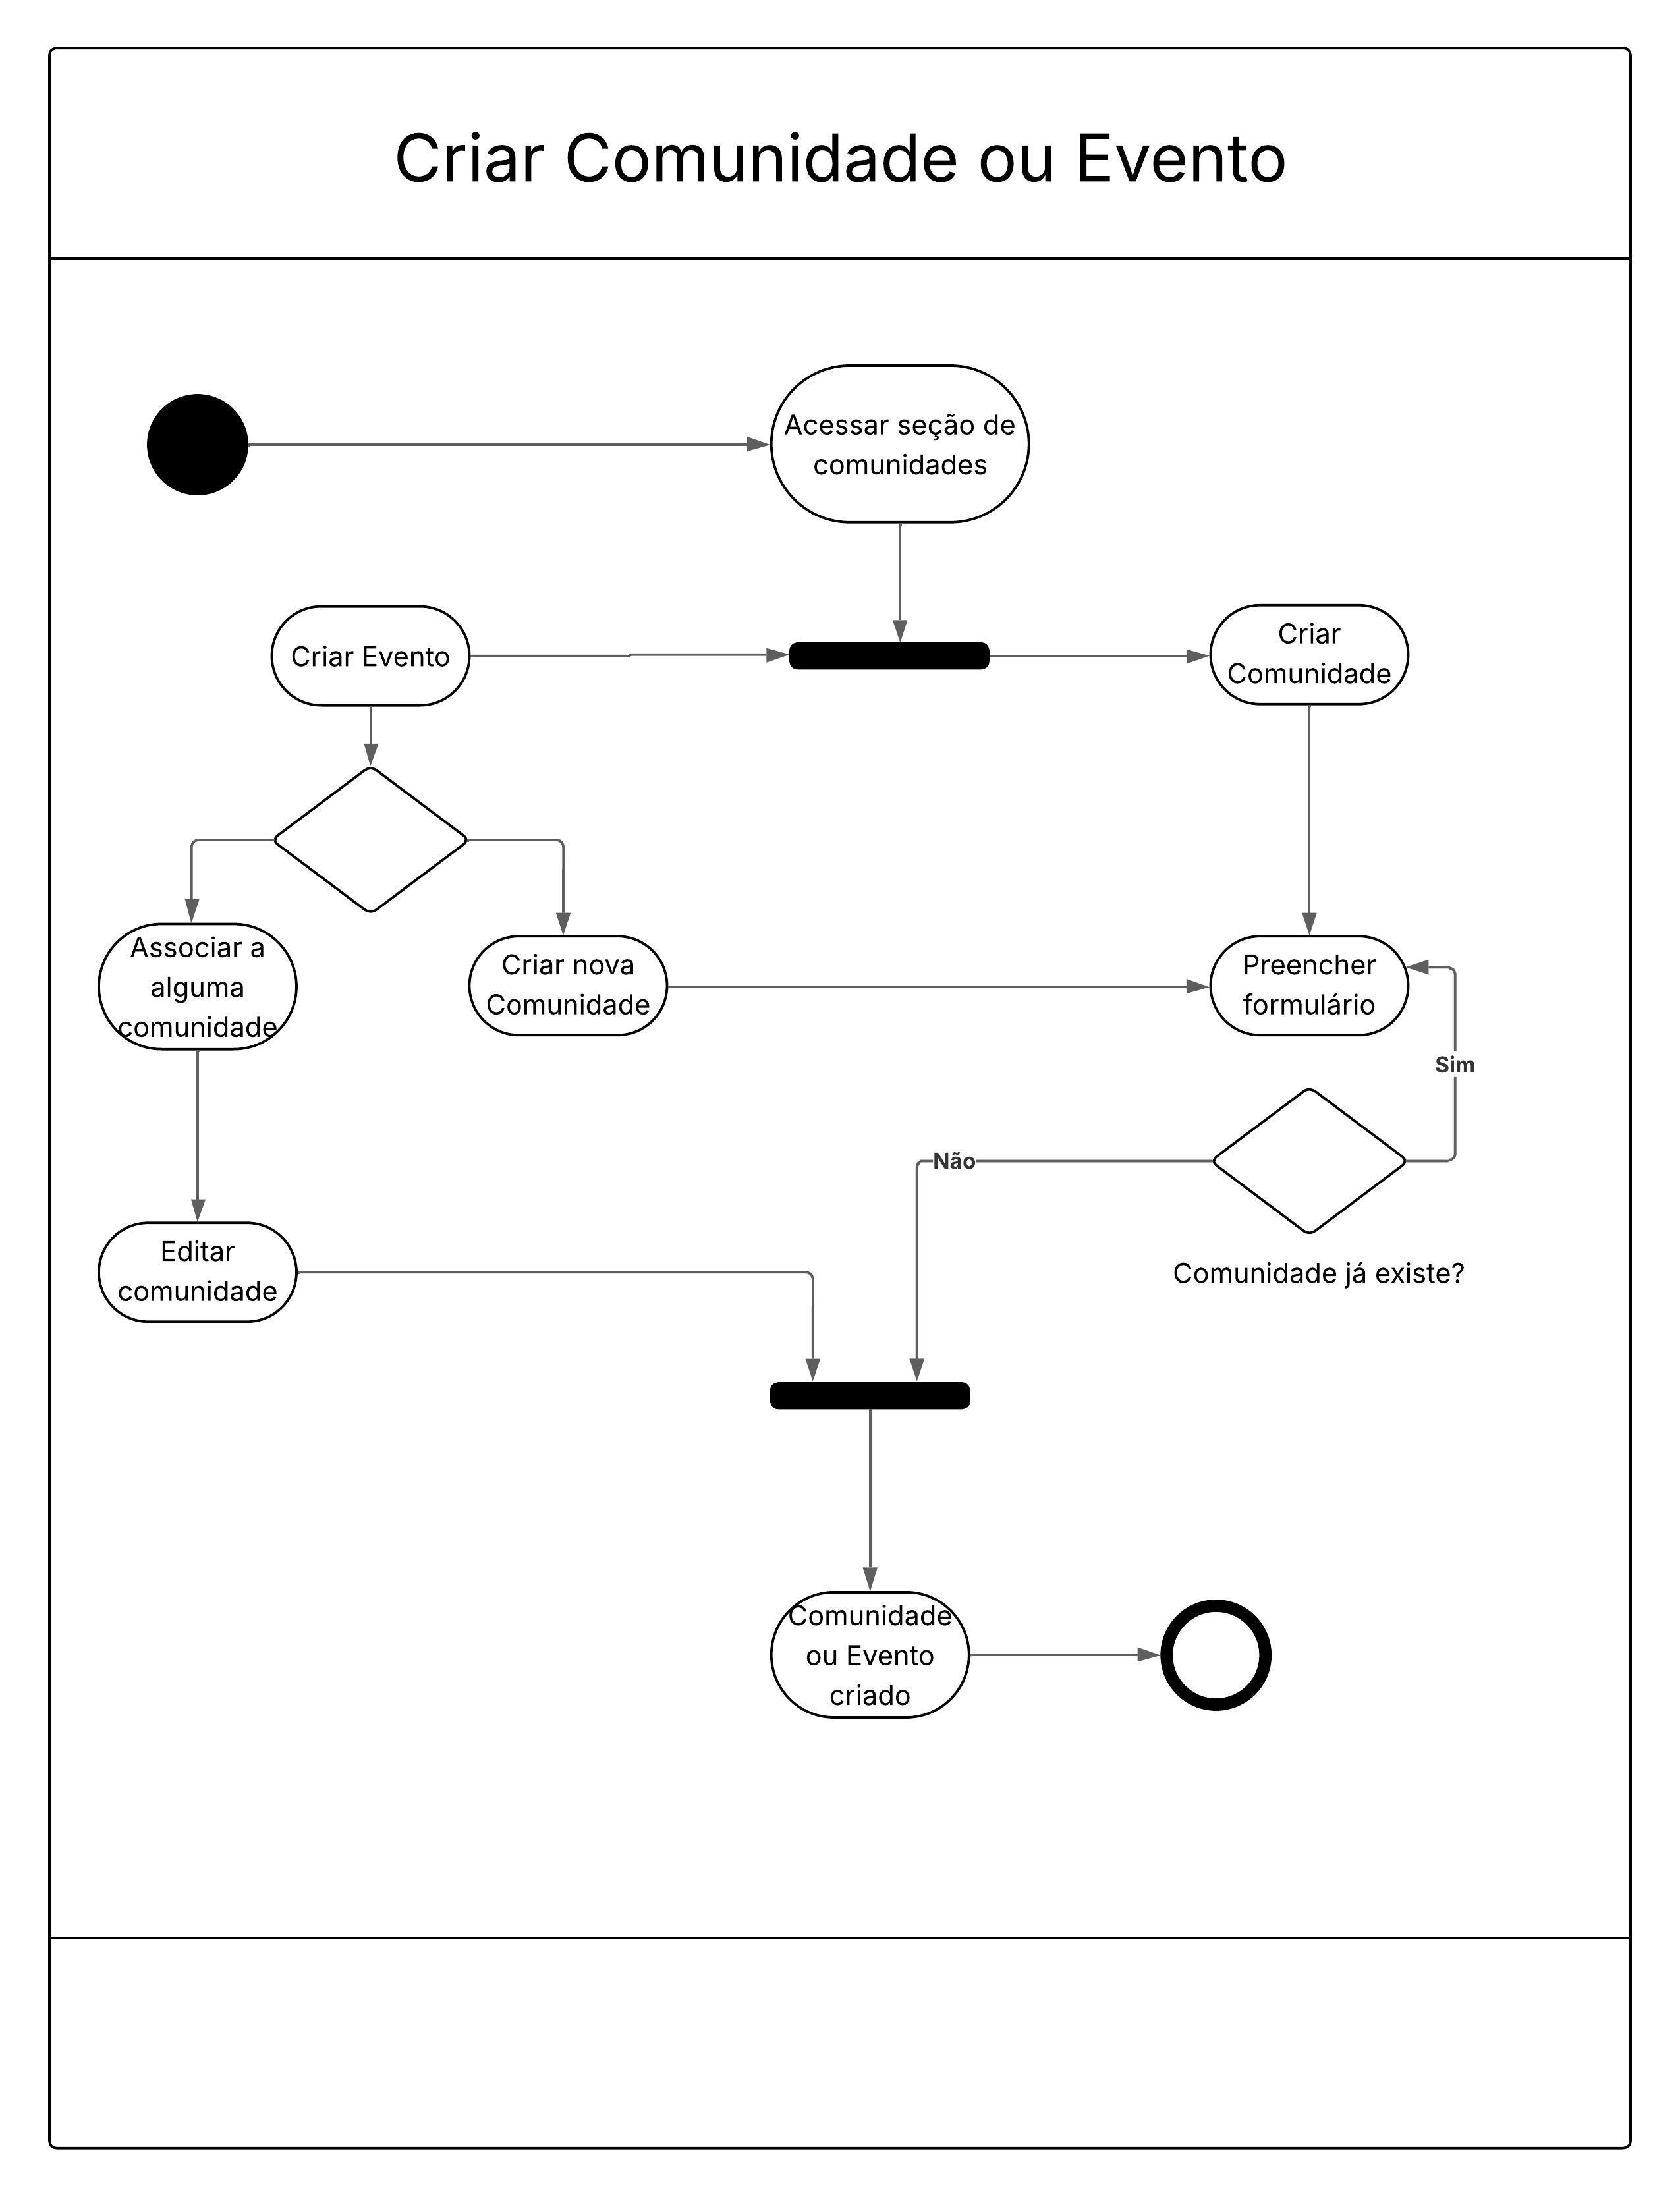 Criar Comunidade ou Evento
Acessar seção de
comunidades
Criar Evento
Criar
Comunidade
Associar a
alguma
comunidade
Criar nova
Comunidade
Preencher
formulário
Sim
Não
Comunidade já existe?
Editar
comunidade
Comunidade
ou Evento
criado